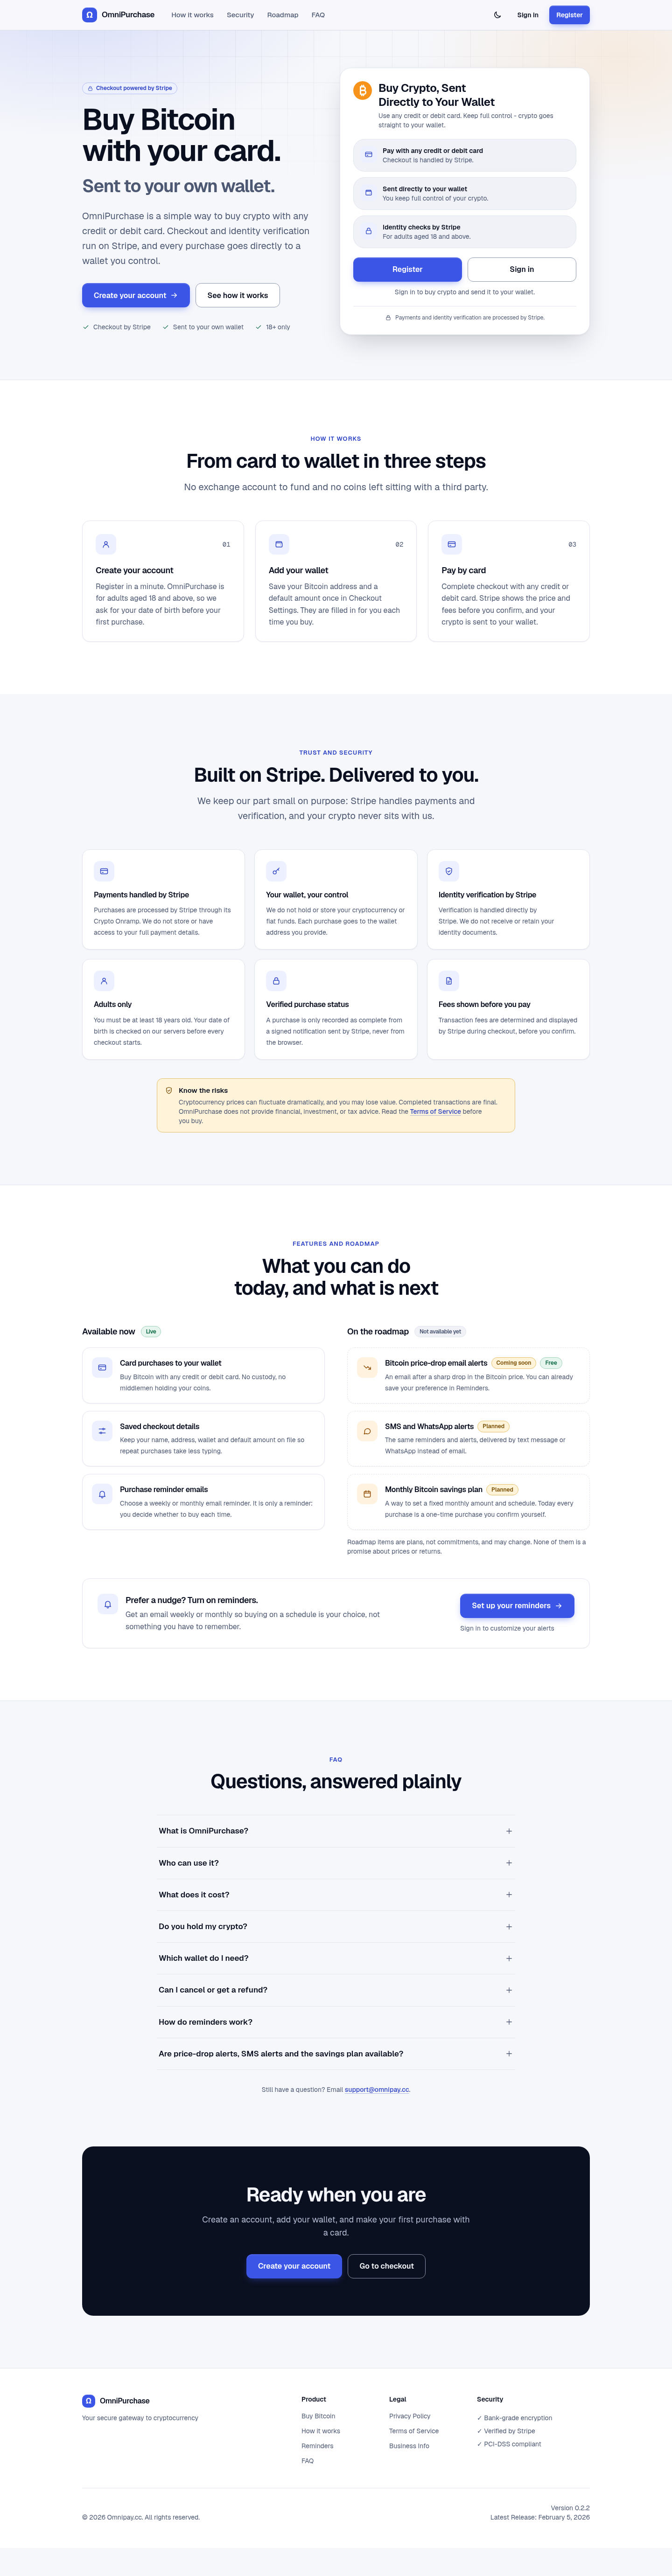 Ω OmniPurchase How it works Security Roadmap FAQ Sign in Register
Checkout powered by Stripe
Buy Bitcoin
with your card.
Sent to your own wallet.
OmniPurchase is a simple way to buy crypto with any
credit or debit card. Checkout and identity verification
run on Stripe, and every purchase goes directly to a
wallet you control.
Create your account → See how it works
✓ Checkout by Stripe ✓ Sent to your own wallet ✓ 18+ only
Buy Crypto, Sent
Directly to Your Wallet
Use any credit or debit card. Keep full control - crypto goes
straight to your wallet.
Pay with any credit or debit card
Checkout is handled by Stripe.
Sent directly to your wallet
You keep full control of your crypto.
Identity checks by Stripe
For adults aged 18 and above.
Register Sign in
Sign in to buy crypto and send it to your wallet.
Payments and identity verification are processed by Stripe.
HOW IT WORKS
From card to wallet in three steps
No exchange account to fund and no coins left sitting with a third party.
01
Create your account
Register in a minute. OmniPurchase is
for adults aged 18 and above, so we
ask for your date of birth before your
first purchase.
02
Add your wallet
Save your Bitcoin address and a
default amount once in Checkout
Settings. They are filled in for you each
time you buy.
03
Pay by card
Complete checkout with any credit or
debit card. Stripe shows the price and
fees before you confirm, and your
crypto is sent to your wallet.
TRUST AND SECURITY
Built on Stripe. Delivered to you.
We keep our part small on purpose: Stripe handles payments and
verification, and your crypto never sits with us.
Payments handled by Stripe
Purchases are processed by Stripe through its
Crypto Onramp. We do not store or have
access to your full payment details.
Your wallet, your control
We do not hold or store your cryptocurrency or
fiat funds. Each purchase goes to the wallet
address you provide.
Identity verification by Stripe
Verification is handled directly by
Stripe. We do not receive or retain your
identity documents.
Adults only
You must be at least 18 years old. Your date of
birth is checked on our servers before every
checkout starts.
Verified purchase status
A purchase is only recorded as complete from
a signed notification sent by Stripe, never from
the browser.
Fees shown before you pay
Transaction fees are determined and displayed
by Stripe during checkout, before you confirm.
Know the risks
Cryptocurrency prices can fluctuate dramatically, and you may lose value. Completed transactions are final.
OmniPurchase does not provide financial, investment, or tax advice. Read the Terms of Service before
you buy.
FEATURES AND ROADMAP
What you can do
today, and what is next
Available now Live
Card purchases to your wallet
Buy Bitcoin with any credit or debit card. No custody, no
middlemen holding your coins.
Saved checkout details
Keep your name, address, wallet and default amount on file so
repeat purchases take less typing.
Purchase reminder emails
Choose a weekly or monthly email reminder. It is only a reminder:
you decide whether to buy each time.
On the roadmap Not available yet
Bitcoin price-drop email alerts Coming soon Free
An email after a sharp drop in the Bitcoin price. You can already
save your preference in Reminders.
SMS and WhatsApp alerts Planned
The same reminders and alerts, delivered by text message or
WhatsApp instead of email.
Monthly Bitcoin savings plan Planned
A way to set a fixed monthly amount and schedule. Today every
purchase is a one-time purchase you confirm yourself.
Roadmap items are plans, not commitments, and may change. None of them is a
promise about prices or returns.
Prefer a nudge? Turn on reminders.
Get an email weekly or monthly so buying on a schedule is your choice, not
something you have to remember.
Set up your reminders →
Sign in to customize your alerts
FAQ
Questions, answered plainly
What is OmniPurchase? +
Who can use it? +
What does it cost? +
Do you hold my crypto? +
Which wallet do I need? +
Can I cancel or get a refund? +
How do reminders work? +
Are price-drop alerts, SMS alerts and the savings plan available? +
Still have a question? Email support@omnipay.cc.
Ready when you are
Create an account, add your wallet, and make your first purchase with
a card.
Create your account Go to checkout
Ω OmniPurchase
Your secure gateway to cryptocurrency
Product
Buy Bitcoin
How it works
Reminders
FAQ
Legal
Privacy Policy
Terms of Service
Business Info
Security
✓ Bank-grade encryption
✓ Verified by Stripe
✓ PCI-DSS compliant
© 2026 Omnipay.cc. All rights reserved.
Version 0.2.2
Latest Release: February 5, 2026